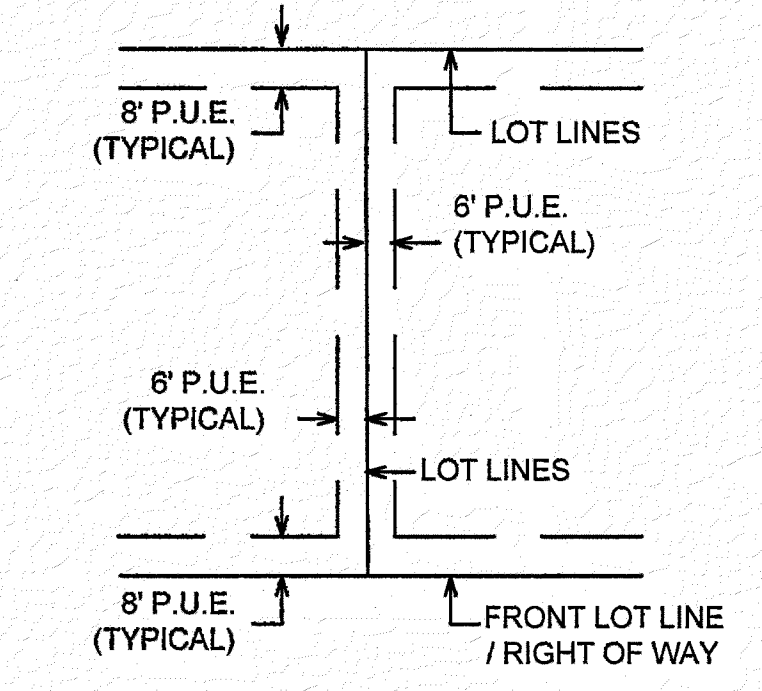 8' P.U.E.
(TYPICAL)
LOT LINES
6' P.U.E.
(TYPICAL)
6' P.U.E.
(TYPICAL)
LOT LINES
8' P.U.E.
(TYPICAL)
FRONT LOT LINE
/ RIGHT OF WAY